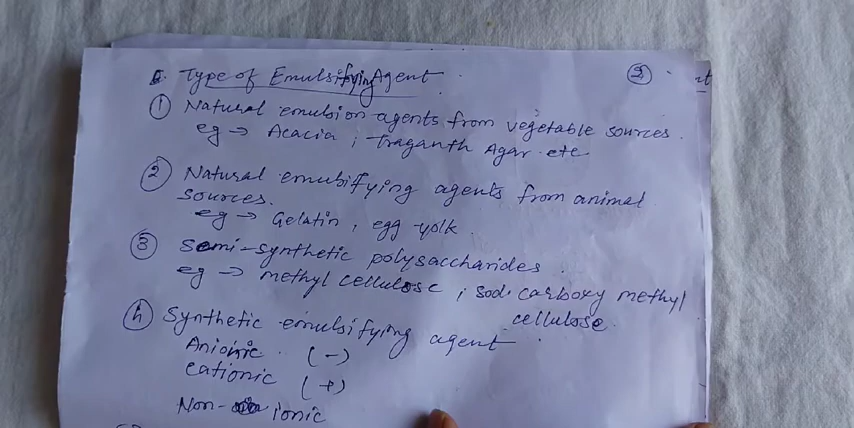 Type of Emulsifying Agent
2
nt
1 Natural emulsion agents from vegetable sources.
eg → Acacia ; Traganth Agar etc
2 Natural emulsifying agents from animal
sources.
eg → Gelatin , egg yolk.
3 Semi-synthetic polysaccharides.
eg → methyl cellulose ; Sod. carboxy methyl
cellulose.
4 Synthetic emulsifying agent
Anionic (-)
cationic (+)
Non- ionic